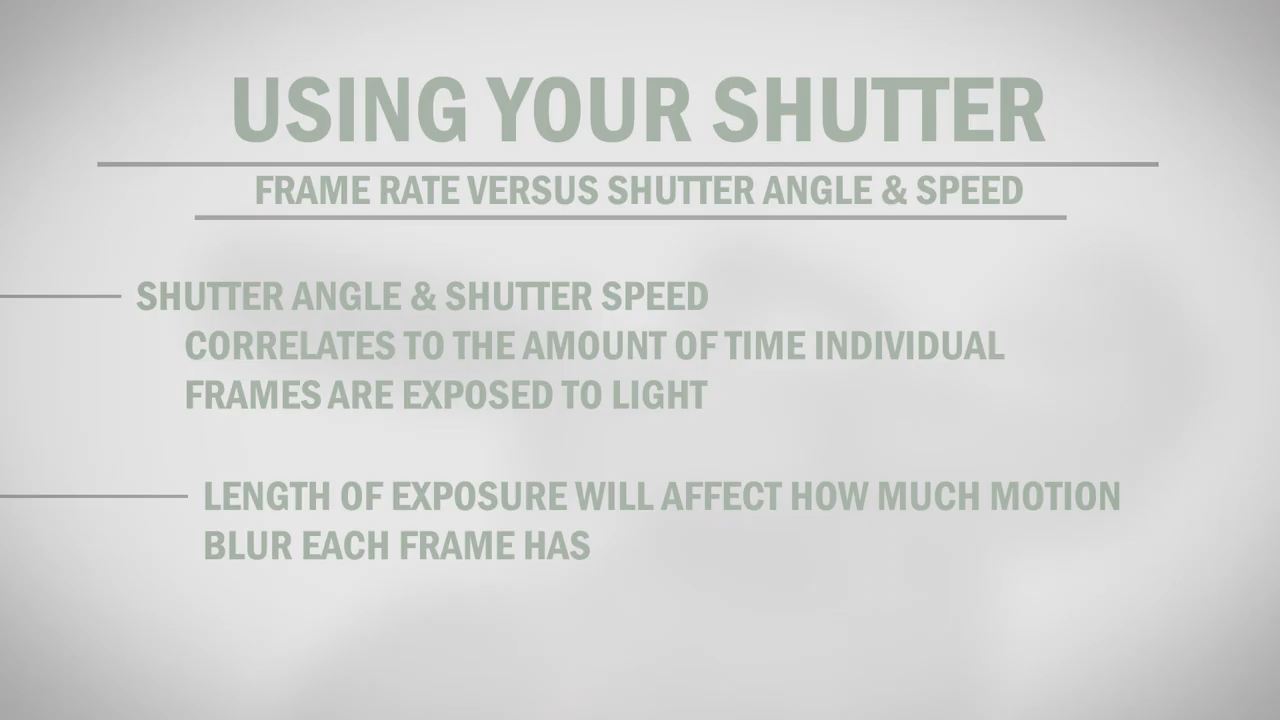 USING YOUR SHUTTER
FRAME RATE VERSUS SHUTTER ANGLE & SPEED
SHUTTER ANGLE & SHUTTER SPEED
CORRELATES TO THE AMOUNT OF TIME INDIVIDUAL
FRAMES ARE EXPOSED TO LIGHT
LENGTH OF EXPOSURE WILL AFFECT HOW MUCH MOTION
BLUR EACH FRAME HAS